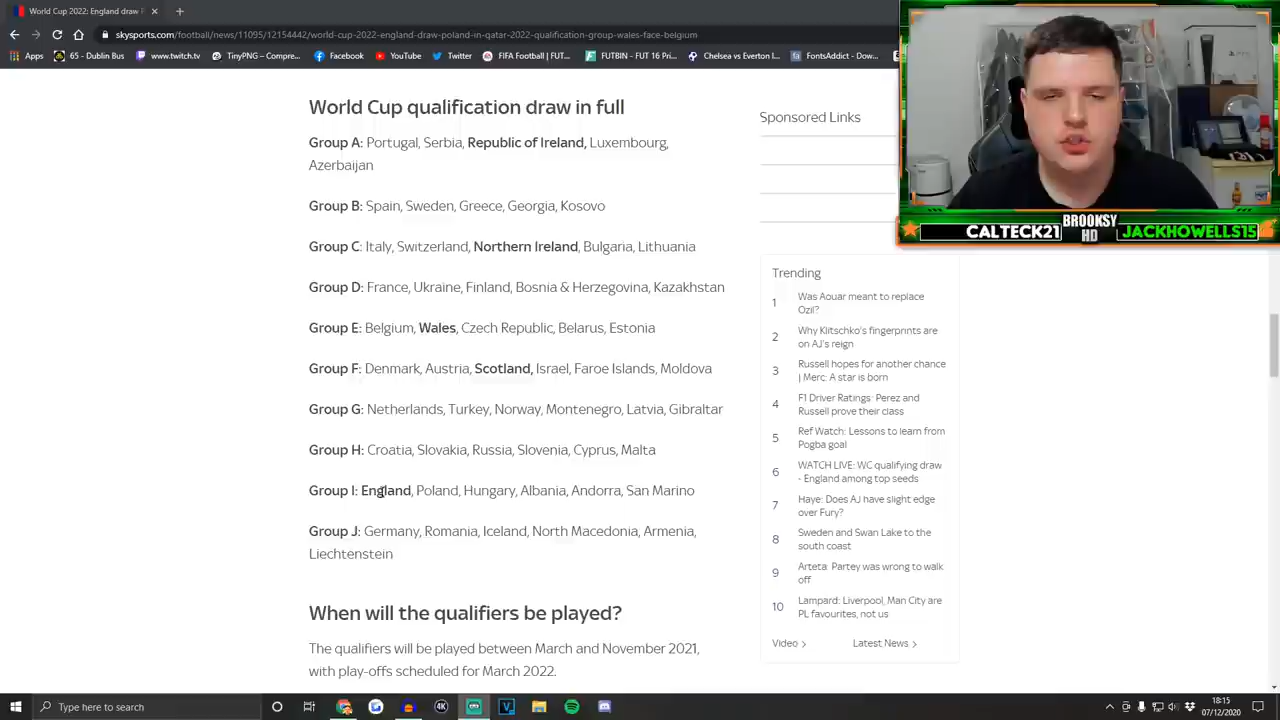 World Cup 2022: England draw P
skysports.com/football/news/11095/12154442/world-cup-2022-england-draw-poland-in-qatar-2022-qualification-group-wales-face-belgium
Apps
65 - Dublin Bus
www.twitch.tv
TinyPNG – Compre...
Facebook
YouTube
Twitter
FIFA Football | FUT...
FUTBIN - FUT 16 Pri...
Chelsea vs Everton l...
FontsAddict - Dow...
World Cup qualification draw in full
Group A: Portugal, Serbia, Republic of Ireland, Luxembourg,
Azerbaijan
Group B: Spain, Sweden, Greece, Georgia, Kosovo
Group C: Italy, Switzerland, Northern Ireland, Bulgaria, Lithuania
Group D: France, Ukraine, Finland, Bosnia & Herzegovina, Kazakhstan
Group E: Belgium, Wales, Czech Republic, Belarus, Estonia
Group F: Denmark, Austria, Scotland, Israel, Faroe Islands, Moldova
Group G: Netherlands, Turkey, Norway, Montenegro, Latvia, Gibraltar
Group H: Croatia, Slovakia, Russia, Slovenia, Cyprus, Malta
Group I: England, Poland, Hungary, Albania, Andorra, San Marino
Group J: Germany, Romania, Iceland, North Macedonia, Armenia,
Liechtenstein
When will the qualifiers be played?
The qualifiers will be played between March and November 2021,
with play-offs scheduled for March 2022.
Sponsored Links
CALTECK21
BROOKSY
HD
JACKHOWELLS15
Trending
1 Was Aouar meant to replace
Ozil?
2 Why Klitschko's fingerprints are
on AJ's reign
3 Russell hopes for another chance
| Merc: A star is born
4 F1 Driver Ratings: Perez and
Russell prove their class
5 Ref Watch: Lessons to learn from
Pogba goal
6 WATCH LIVE: WC qualifying draw
- England among top seeds
7 Haye: Does AJ have slight edge
over Fury?
8 Sweden and Swan Lake to the
south coast
9 Arteta: Partey was wrong to walk
off
10 Lampard: Liverpool, Man City are
PL favourites, not us
Video
Latest News
Type here to search
18:15
07/12/2020